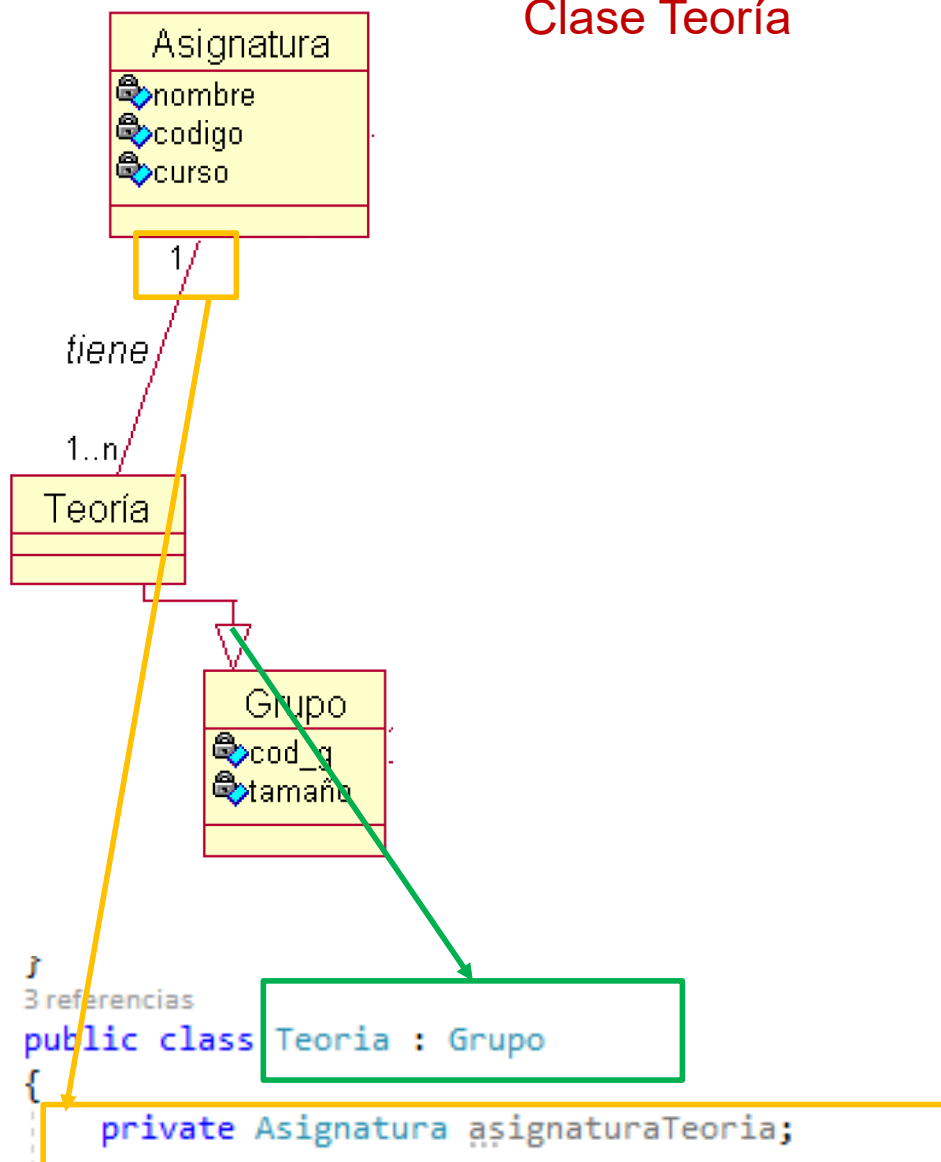 Clase Teoría
Asignatura
nombre
codigo
curso
1
tiene
1..n
Teoría
Grupo
cod_g
tamaño
}
3 referencias
public class Teoria : Grupo
{
private Asignatura asignaturaTeoria;